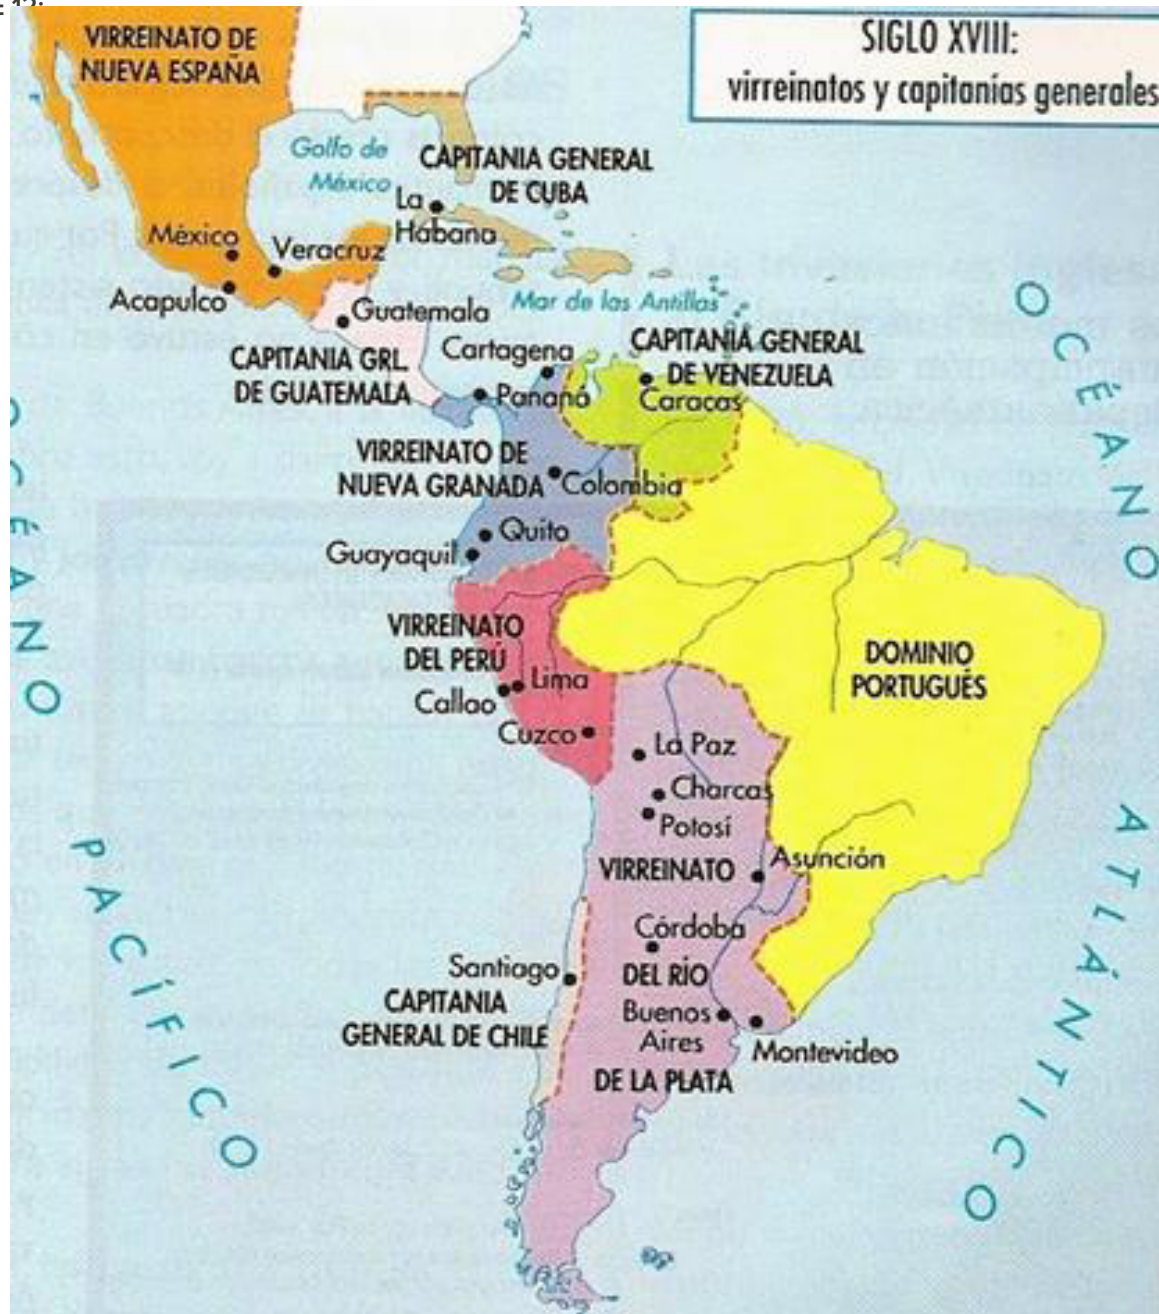 SIGLO XVIII:
virreinatos y capitanías generales
VIRREINATO DE
NUEVA ESPAÑA
Golfo de
México
CAPITANIA GENERAL
DE CUBA
La
Habana
México
Veracruz
Acapulco
Mar de las Antillas
Guatemala
CAPITANIA GRL.
DE GUATEMALA
Cartagena
CAPITANIA GENERAL
DE VENEZUELA
Caracas
Panamá
VIRREINATO DE
NUEVA GRANADA
Colombia
Quito
Guayaquil
VIRREINATO
DEL PERÚ
Lima
Callao
Cuzco
DOMINIO
PORTUGUÉS
La Paz
Charcas
Potosí
VIRREINATO
Asunción
Córdoba
DEL RÍO
Santiago
CAPITANIA
GENERAL DE CHILE
Buenos
Aires
Montevideo
DE LA PLATA
OCÉANO PACÍFICO
OCÉANO ATLÁNTICO